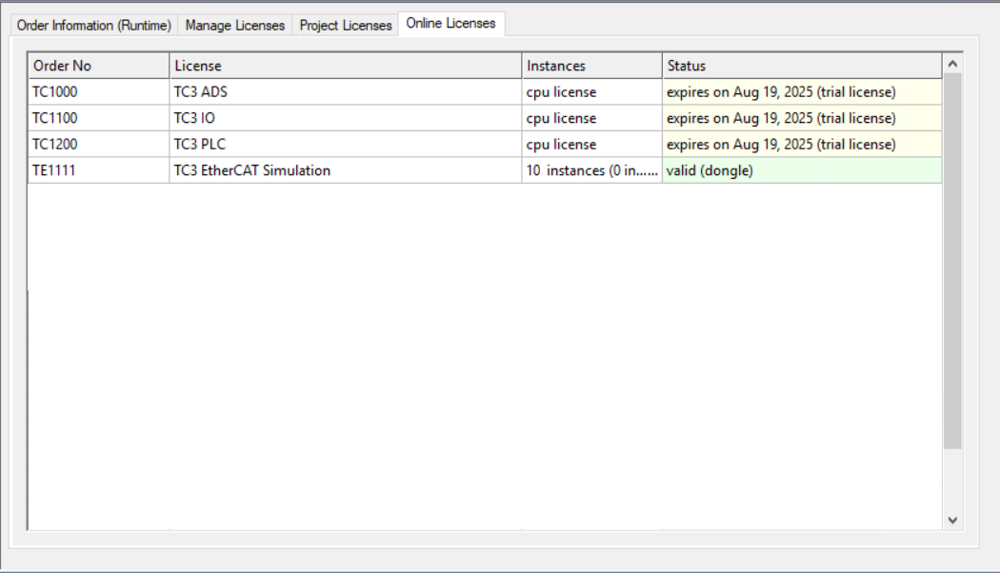 Order Information (Runtime) Manage Licenses Project Licenses Online Licenses
Order No License Instances Status
TC1000 TC3 ADS cpu license expires on Aug 19, 2025 (trial license)
TC1100 TC3 IO cpu license expires on Aug 19, 2025 (trial license)
TC1200 TC3 PLC cpu license expires on Aug 19, 2025 (trial license)
TE1111 TC3 EtherCAT Simulation 10 instances (0 in...... valid (dongle)